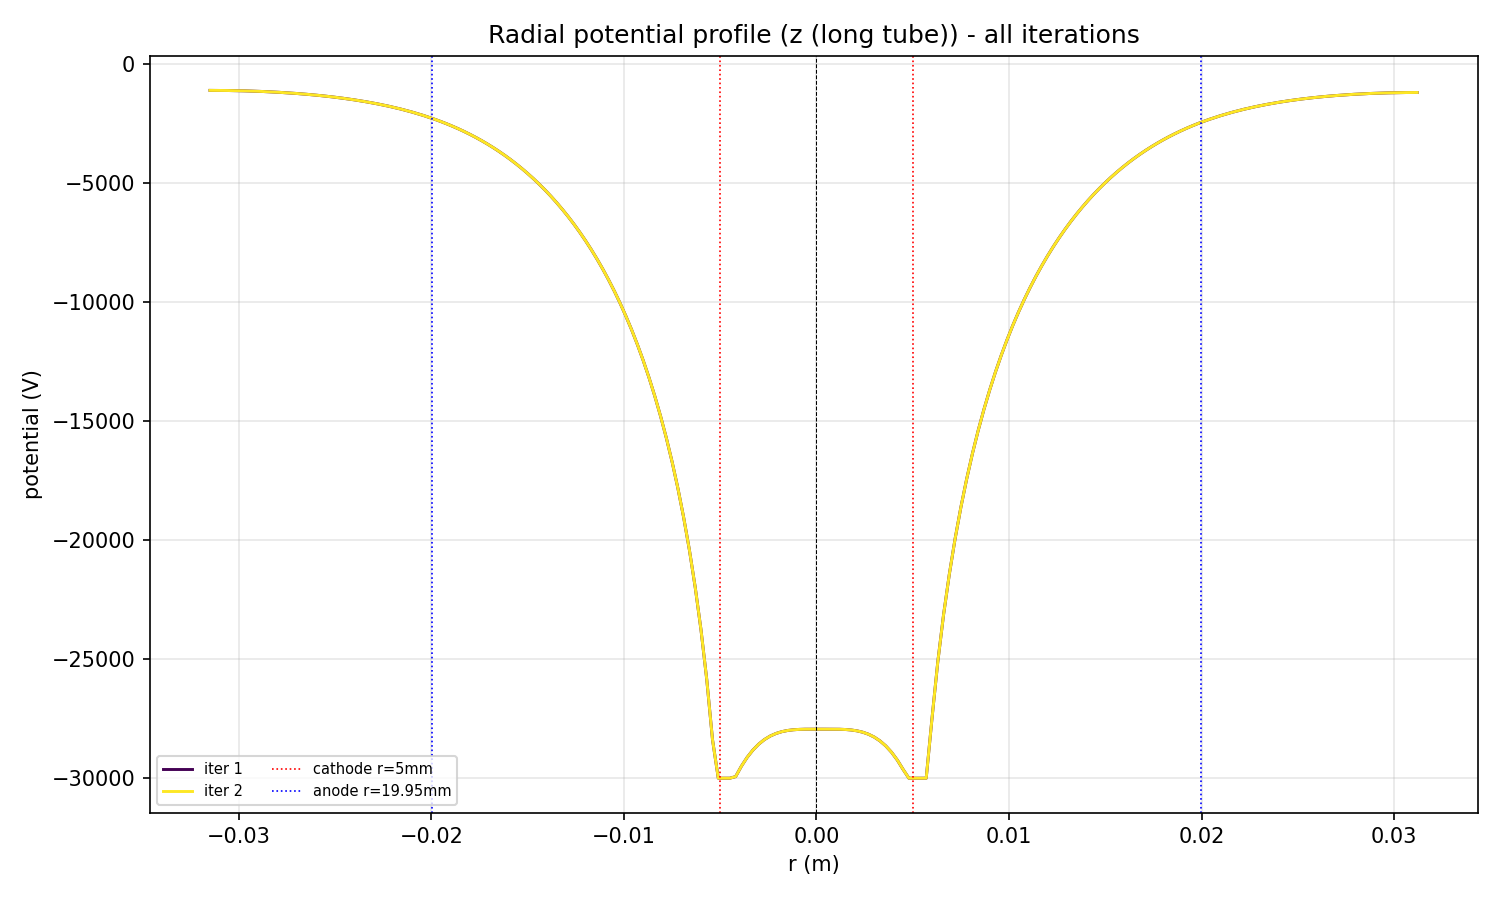 Radial potential profile (z (long tube)) - all iterations
potential (V)
0
−5000
−10000
−15000
−20000
−25000
−30000
iter 1
iter 2
cathode r=5mm
anode r=19.95mm
−0.03
−0.02
−0.01
0.00
0.01
0.02
0.03
r (m)